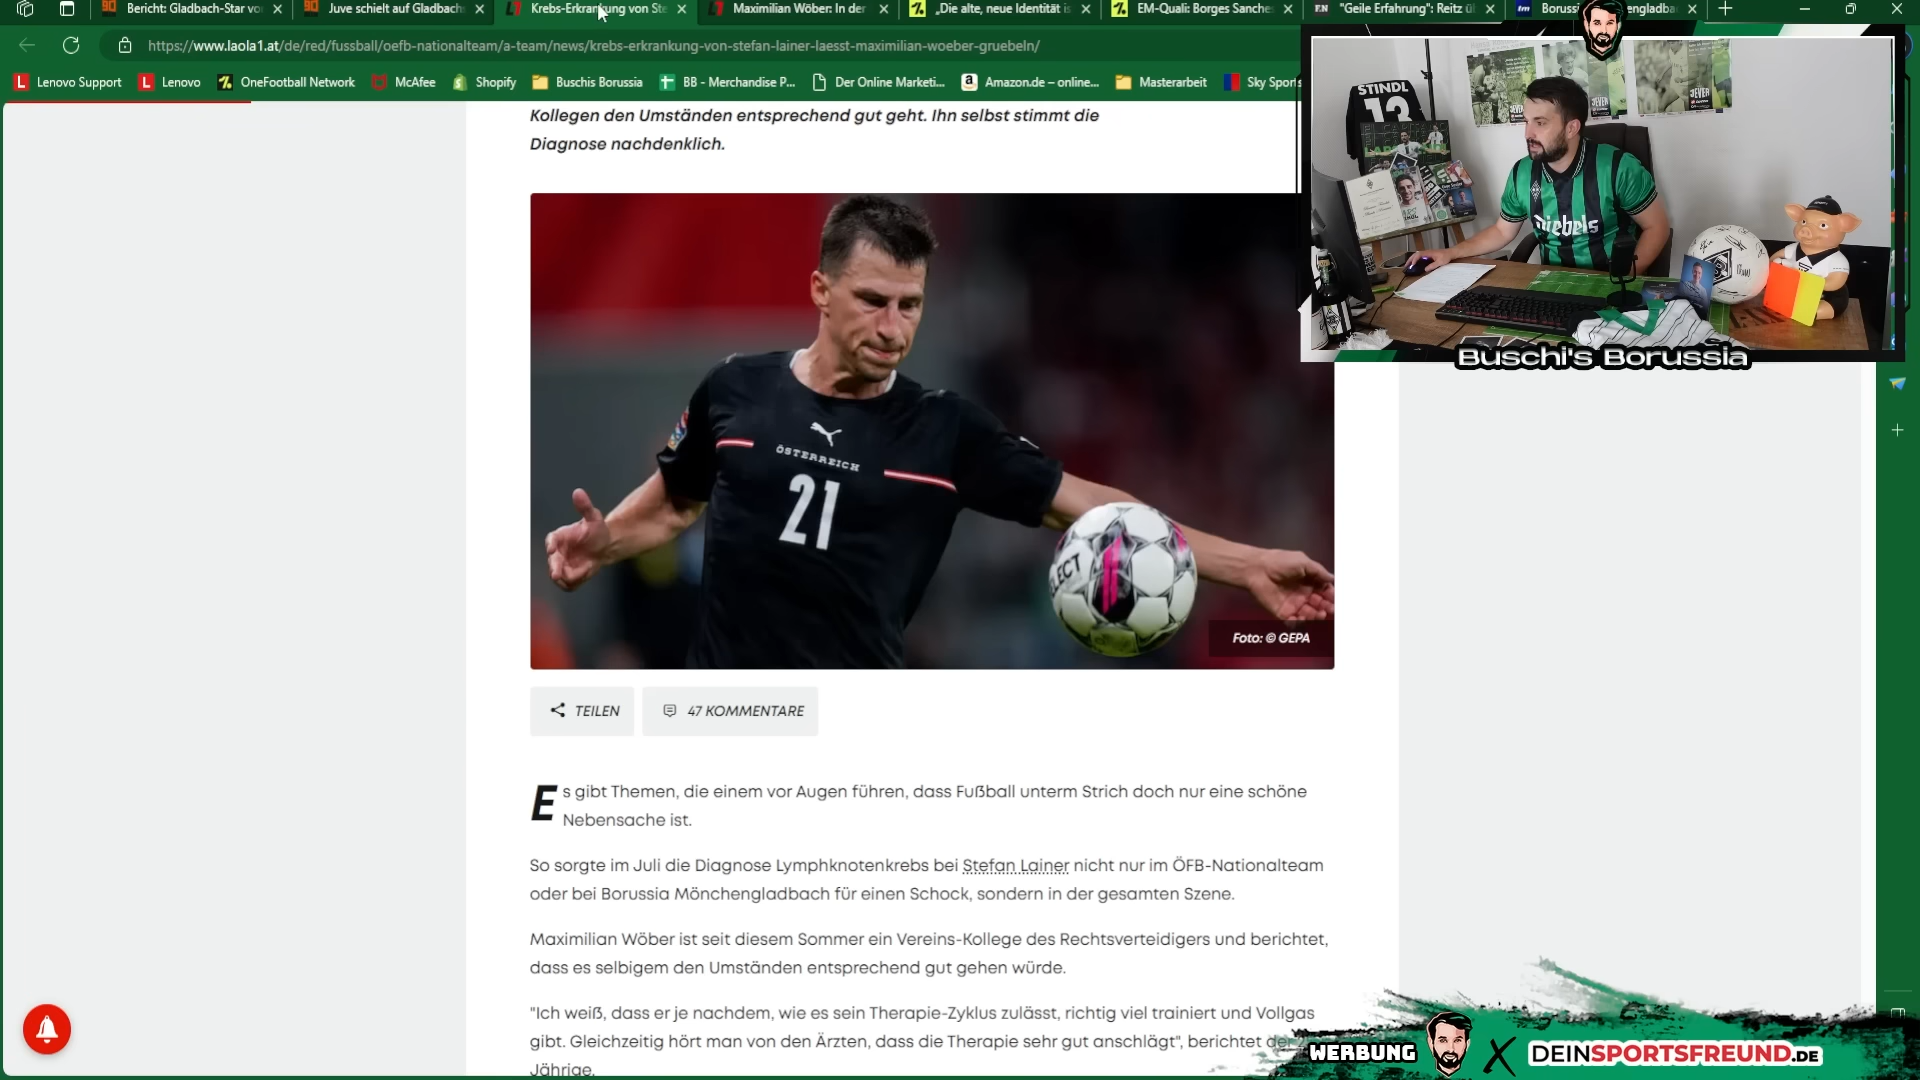 Bericht: Gladbach-Star vo
Juve schielt auf Gladbachs
Krebs-Erkrankung von Ste
Maximilian Wöber: In der
„Die alte, neue Identität is
EM-Quali: Borges Sanches
"Geile Erfahrung": Reitz ü
https://www.laola1.at/de/red/fussball/oefb-nationalteam/a-team/news/krebs-erkrankung-von-stefan-lainer-laesst-maximilian-woeber-gruebeln/
Lenovo Support
Lenovo
OneFootball Network
McAfee
Shopify
Buschis Borussia
BB - Merchandise P...
Der Online Marketi...
Amazon.de – online...
Masterarbeit
Sky Sports
Kollegen den Umständen entsprechend gut geht. Ihn selbst stimmt die
Diagnose nachdenklich.
STINDL
13
JEVER
JEVER
Diebels
Buschi's Borussia
ÖSTERREICH
21
SELECT
Foto: © GEPA
TEILEN
47 KOMMENTARE
Es gibt Themen, die einem vor Augen führen, dass Fußball unterm Strich doch nur eine schöne
Nebensache ist.
So sorgte im Juli die Diagnose Lymphknotenkrebs bei Stefan Lainer nicht nur im ÖFB-Nationalteam
oder bei Borussia Mönchengladbach für einen Schock, sondern in der gesamten Szene.
Maximilian Wöber ist seit diesem Sommer ein Vereins-Kollege des Rechtsverteidigers und berichtet,
dass es selbigem den Umständen entsprechend gut gehen würde.
"Ich weiß, dass er je nachdem, wie es sein Therapie-Zyklus zulässt, richtig viel trainiert und Vollgas
gibt. Gleichzeitig hört man von den Ärzten, dass die Therapie sehr gut anschlägt", berichtet der
Jährige.
WERBUNG
X
DEINSPORTSFREUND.DE